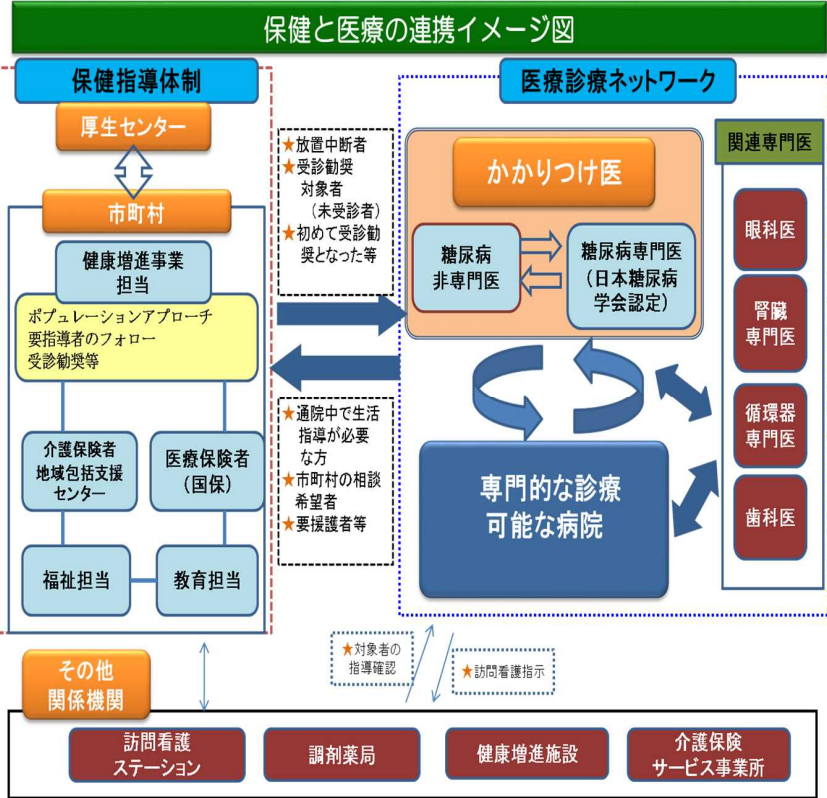 保健と医療の連携イメージ図
保健指導体制
厚生センター
市町村
健康増進事業
担当
ポピュレーションアプローチ
要指導者のフォロー
受診勧奨等
介護保険者
地域包括支援
センター
医療保険者
(国保)
福祉担当
教育担当
★放置中断者
★受診勧奨
対象者
(未受診者)
★初めて受診勧
奨となった等
★通院中で生活
指導が必要
な方
★市町村の相談
希望者
★要援護者等
医療診療ネットワーク
かかりつけ医
糖尿病
非専門医
糖尿病専門医
(日本糖尿病
学会認定)
専門的な診療
可能な病院
関連専門医
眼科医
腎臓
専門医
循環器
専門医
歯科医
★対象者の
指導確認
★訪問看護指示
その他
関係機関
訪問看護
ステーション
調剤薬局
健康増進施設
介護保険
サービス事業所